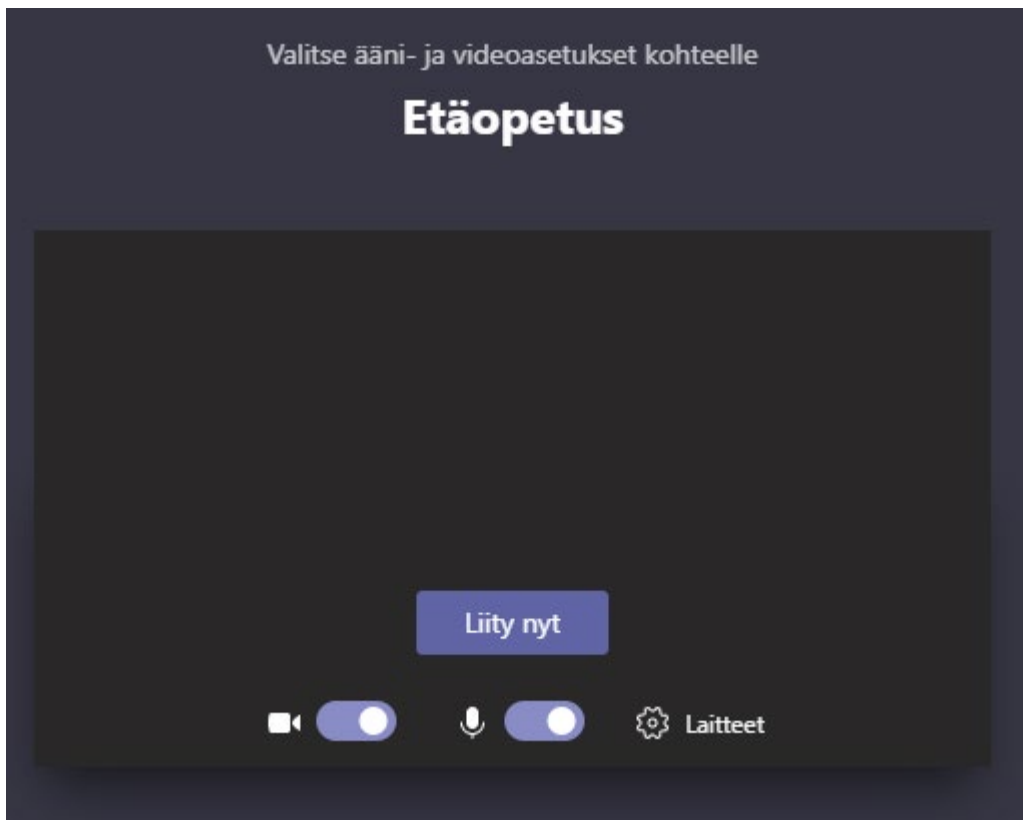 Valitse ääni- ja videoasetukset kohteelle
Etäopetus
Liity nyt
Laitteet